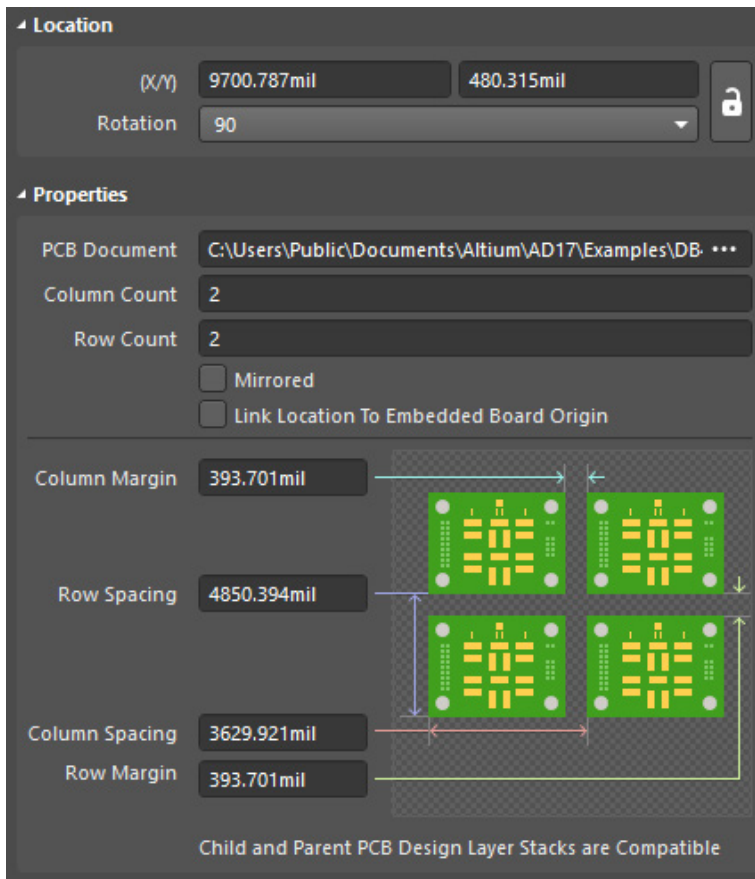 Location
(X/Y) 9700.787mil 480.315mil
Rotation 90
Properties
PCB Document C:\Users\Public\Documents\Altium\AD17\Examples\DB- •••
Column Count 2
Row Count 2
Mirrored
Link Location To Embedded Board Origin
Column Margin 393.701mil
Row Spacing 4850.394mil
Column Spacing 3629.921mil
Row Margin 393.701mil
Child and Parent PCB Design Layer Stacks are Compatible